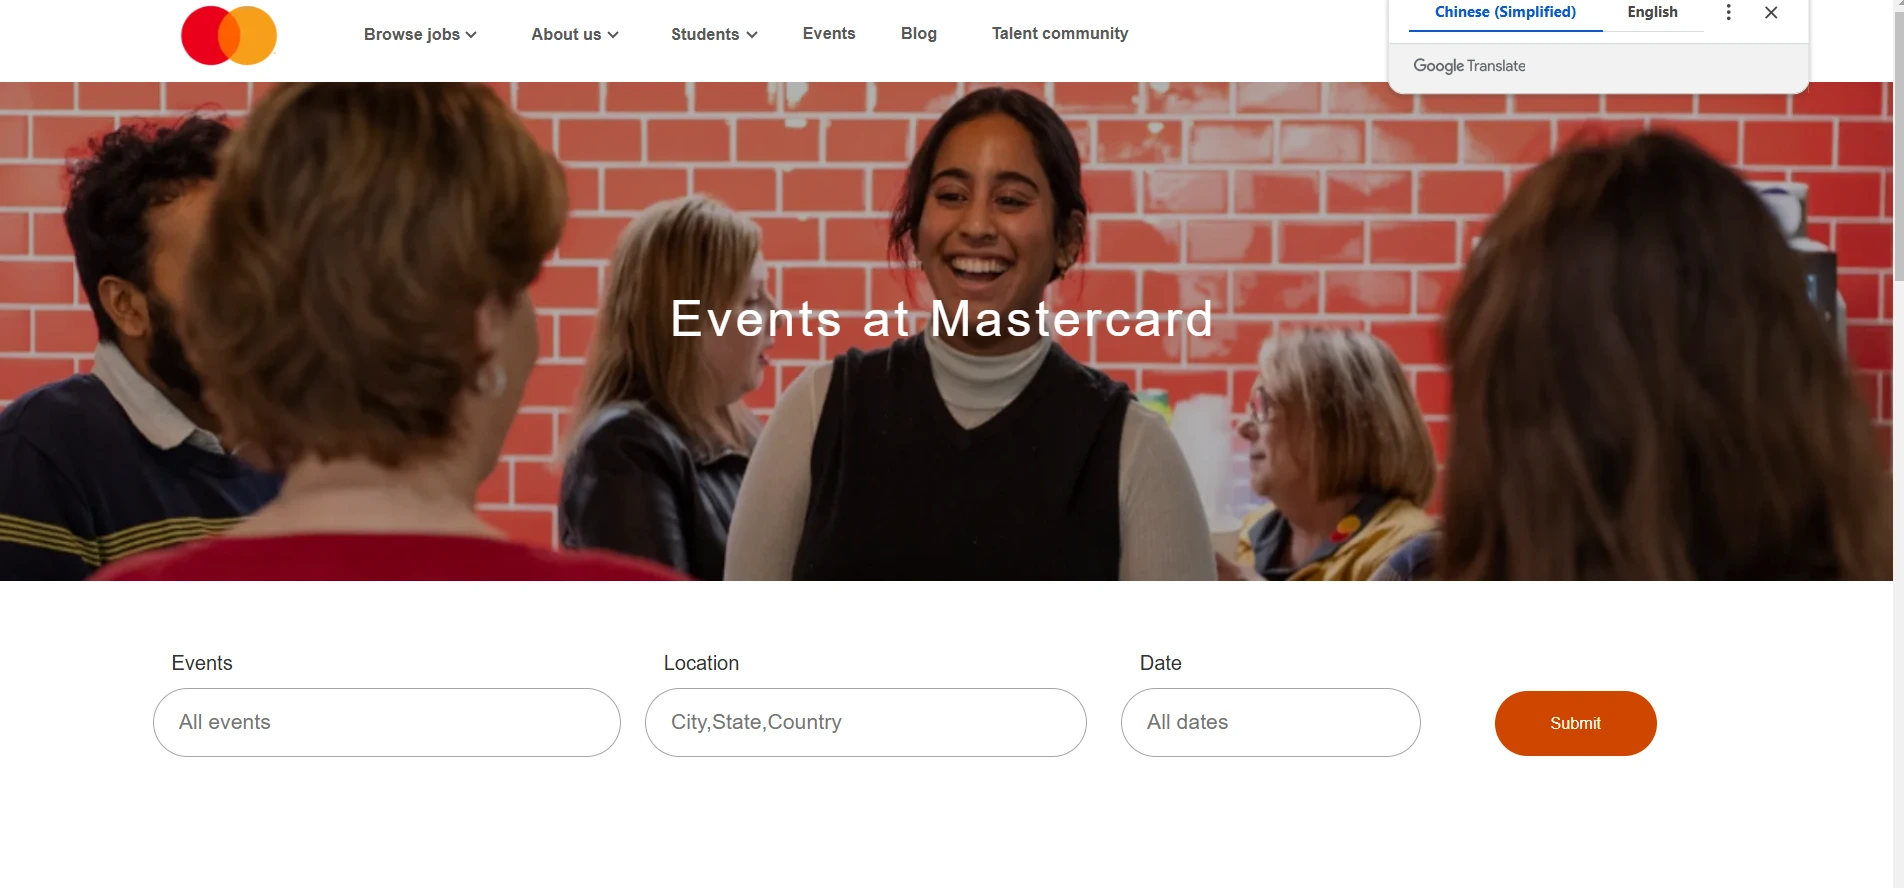 Browse jobs
About us
Students
Events
Blog
Talent community
Chinese (Simplified)
English
Google Translate
Events at Mastercard
Events
Location
Date
All events
City,State,Country
All dates
Submit